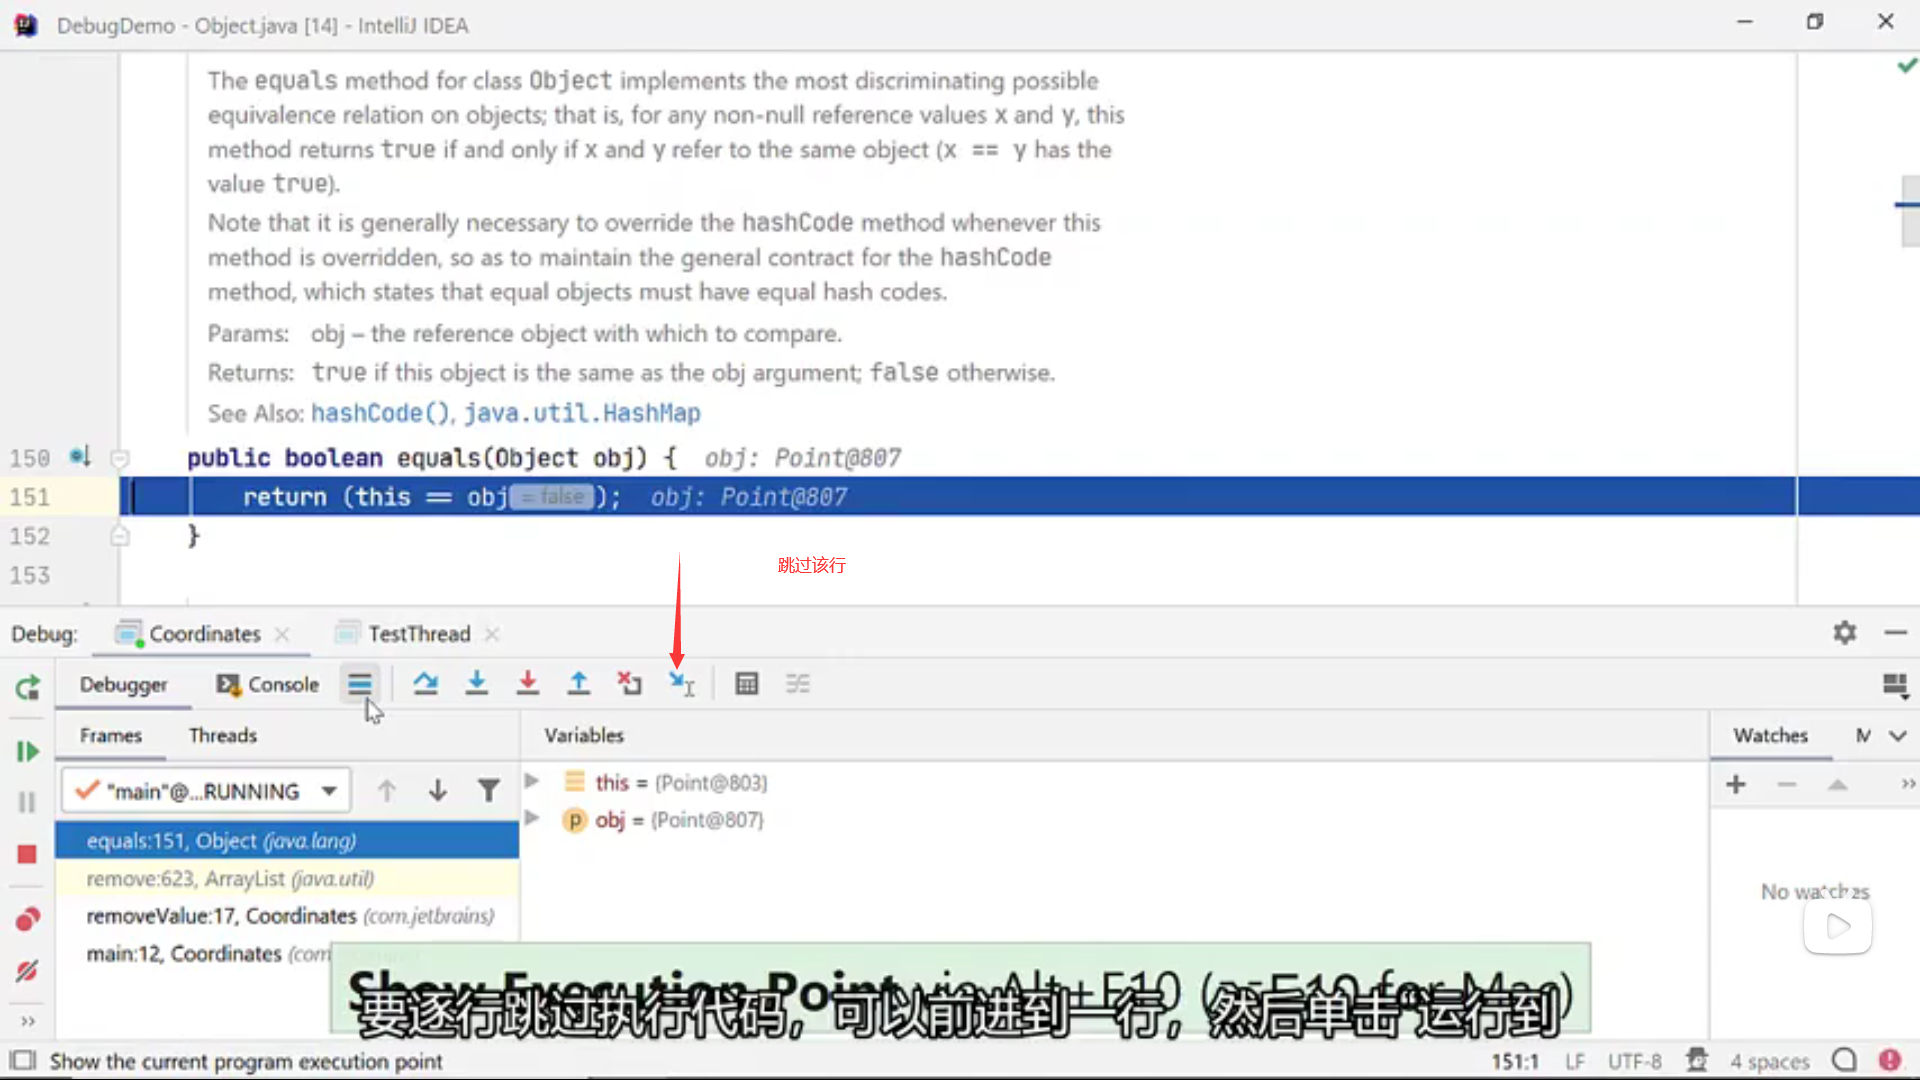 DebugDemo - Object.java [14] - IntelliJ IDEA
The equals method for class Object implements the most discriminating possible
equivalence relation on objects; that is, for any non-null reference values x and y, this
method returns true if and only if x and y refer to the same object (x == y has the
value true).
Note that it is generally necessary to override the hashCode method whenever this
method is overridden, so as to maintain the general contract for the hashCode
method, which states that equal objects must have equal hash codes.
Params: obj – the reference object with which to compare.
Returns: true if this object is the same as the obj argument; false otherwise.
See Also: hashCode(), java.util.HashMap
150 public boolean equals(Object obj) { obj: Point@807
151 return (this == obj = false ); obj: Point@807
152 }
153
跳过该行
Debug: Coordinates TestThread
Debugger Console
Frames Threads Variables Watches M
"main"@...RUNNING
this = {Point@803}
obj = {Point@807}
equals:151, Object (java.lang)
remove:623, ArrayList (java.util)
removeValue:17, Coordinates (com.jetbrains)
main:12, Coordinates (com
No watches
Show Execution Point via Alt+F10 for Mac)
要逐行跳过执行代码，可以前进到一行，然后单击“运行到
Show the current program execution point 151:1 LF UTF-8 4 spaces